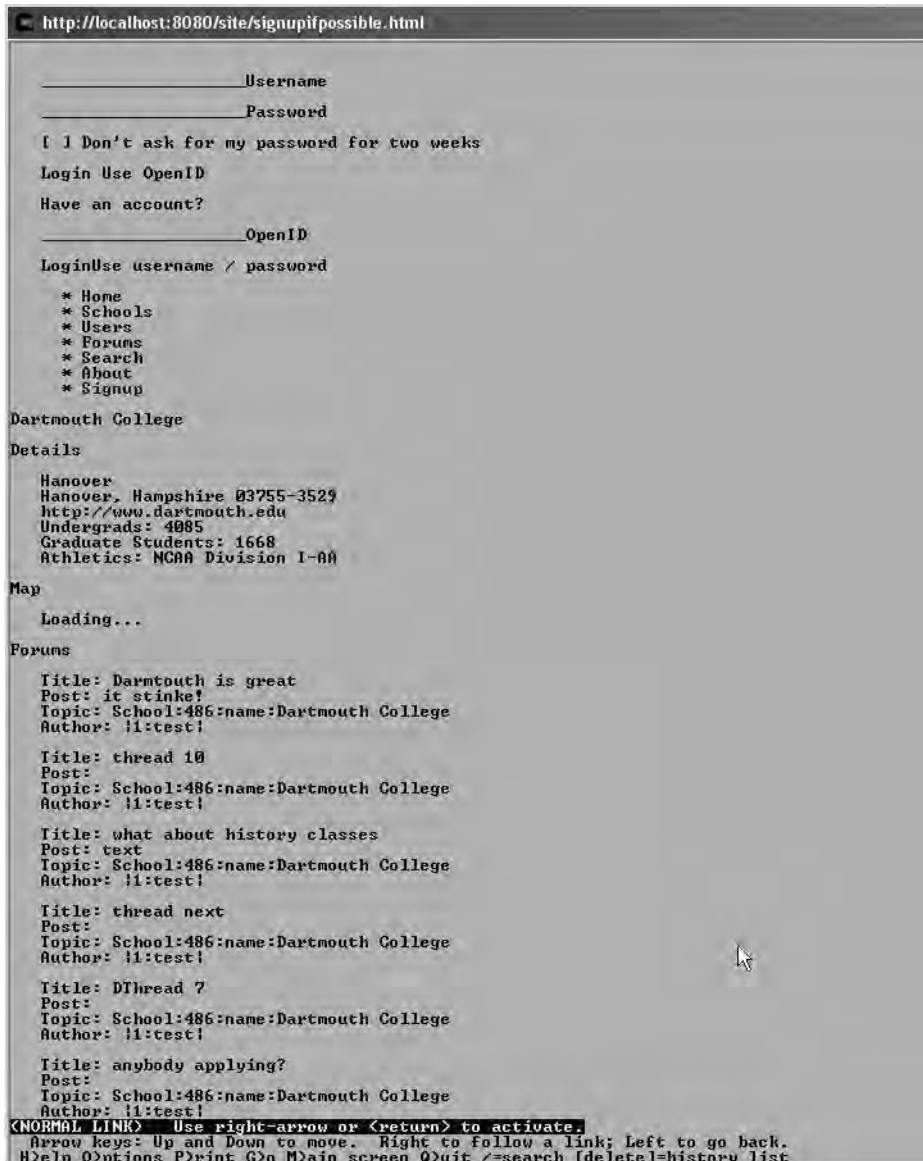 http://localhost:8080/site/signupifpossible.html
____________________Username
____________________Password
[ ] Don't ask for my password for two weeks
Login Use OpenID
Have an account?
____________________OpenID
LoginUse username / password
* Home
* Schools
* Users
* Forums
* Search
* About
* Signup
Dartmouth College
Details
Hanover
Hanover, Hampshire 03755-3529
http://www.dartmouth.edu
Undergrads: 4085
Graduate Students: 1668
Athletics: NCAA Division I-AA
Map
Loading...
Forums
Title: Darmtouth is great
Post: it stinke!
Topic: School:486:name:Dartmouth College
Author: |1:test|
Title: thread 10
Post:
Topic: School:486:name:Dartmouth College
Author: |1:test|
Title: what about history classes
Post: text
Topic: School:486:name:Dartmouth College
Author: |1:test|
Title: thread next
Post:
Topic: School:486:name:Dartmouth College
Author: |1:test|
Title: DThread 7
Post:
Topic: School:486:name:Dartmouth College
Author: |1:test|
Title: anybody applying?
Post:
Topic: School:486:name:Dartmouth College
Author: |1:test|
(NORMAL LINK) Use right-arrow or <return> to activate.
Arrow keys: Up and Down to move. Right to follow a link; Left to go back.
H)elp O)ptions P)rint G)o M)ain screen Q)uit /=search [delete]=history list